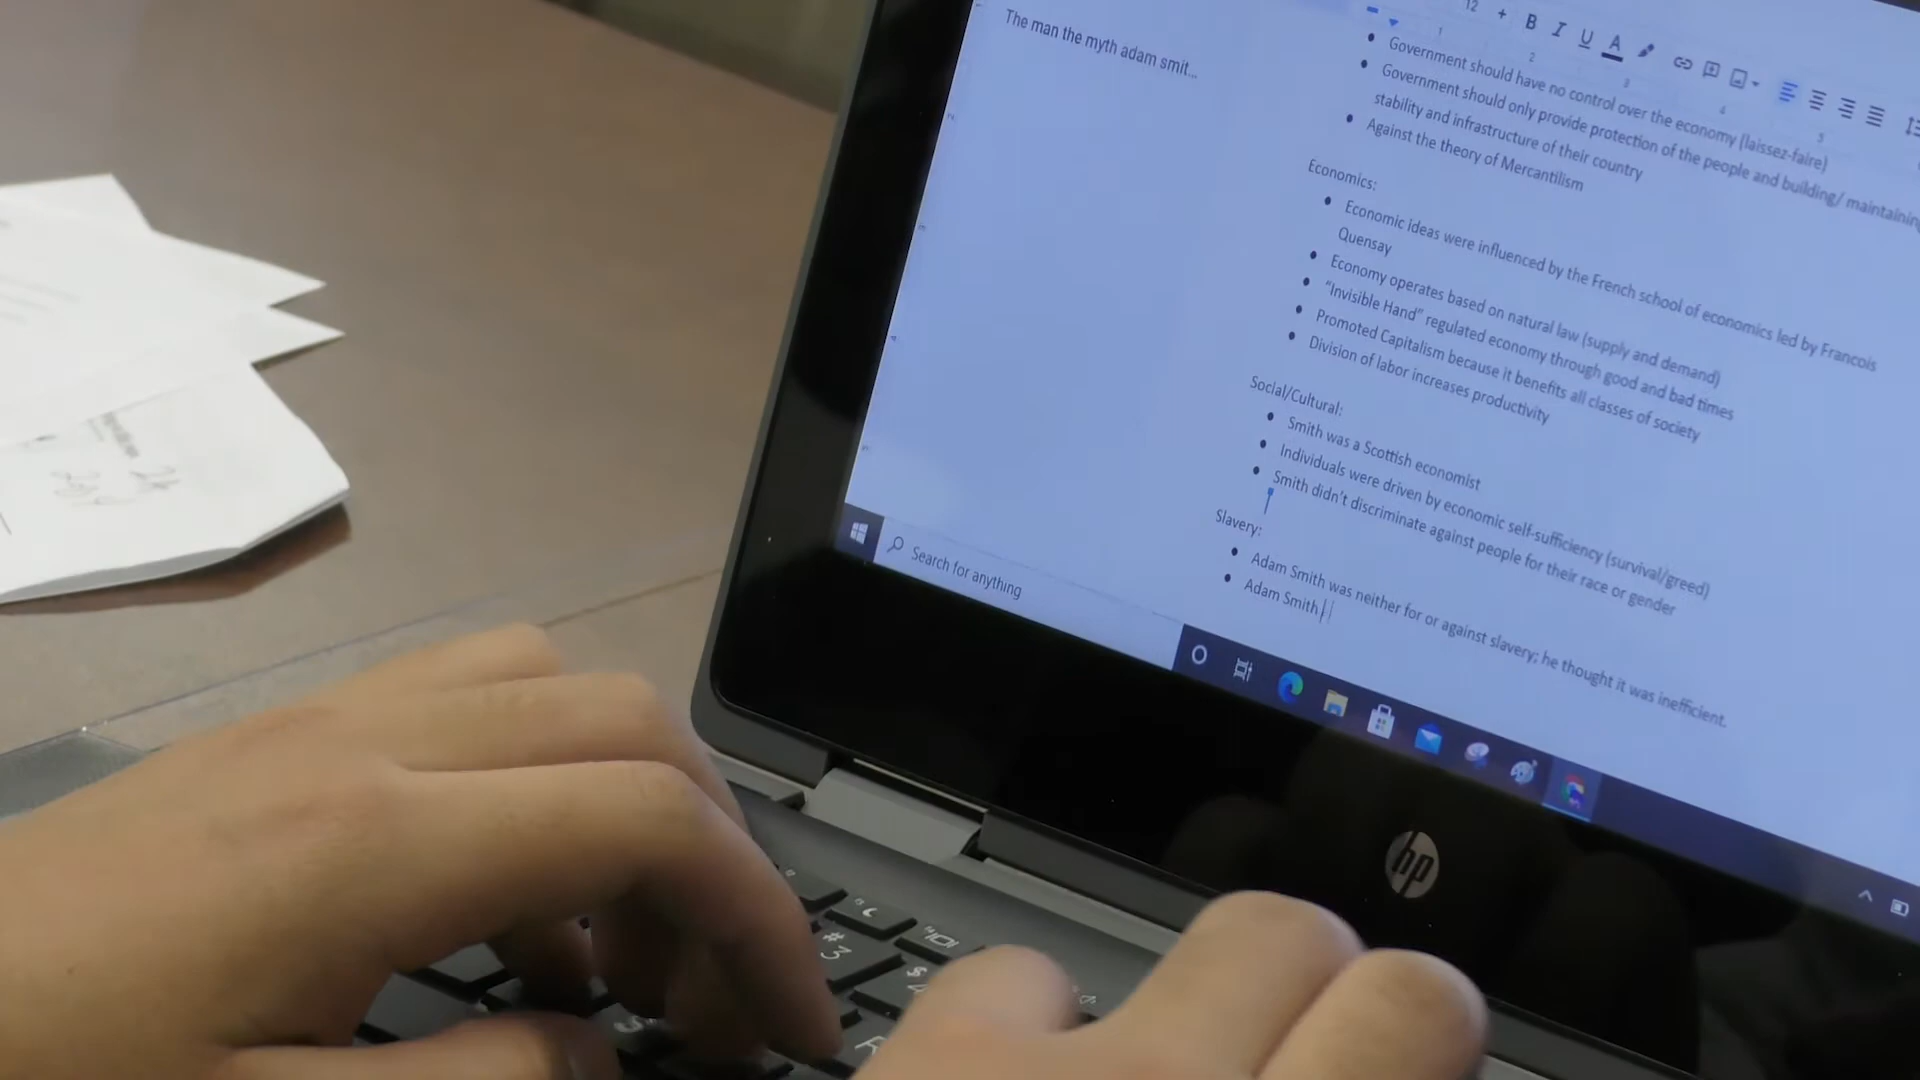 The man the myth adam smit...
12 + B I U A
Government should have no control over the economy (laissez-faire)
Government should only provide protection of the people and building/ maintaining
stability and infrastructure of their country
Against the theory of Mercantilism
Economics:
Economic ideas were influenced by the French school of economics led by Francois
Quensay
Economy operates based on natural law (supply and demand)
"Invisible Hand" regulated economy through good and bad times
Promoted Capitalism because it benefits all classes of society
Division of labor increases productivity
Social/Cultural:
Smith was a Scottish economist
Individuals were driven by economic self-sufficiency (survival/greed)
Smith didn't discriminate against people for their race or gender
Slavery:
Adam Smith was neither for or against slavery; he thought it was inefficient.
Adam Smith
Search for anything
hp
#
3
$